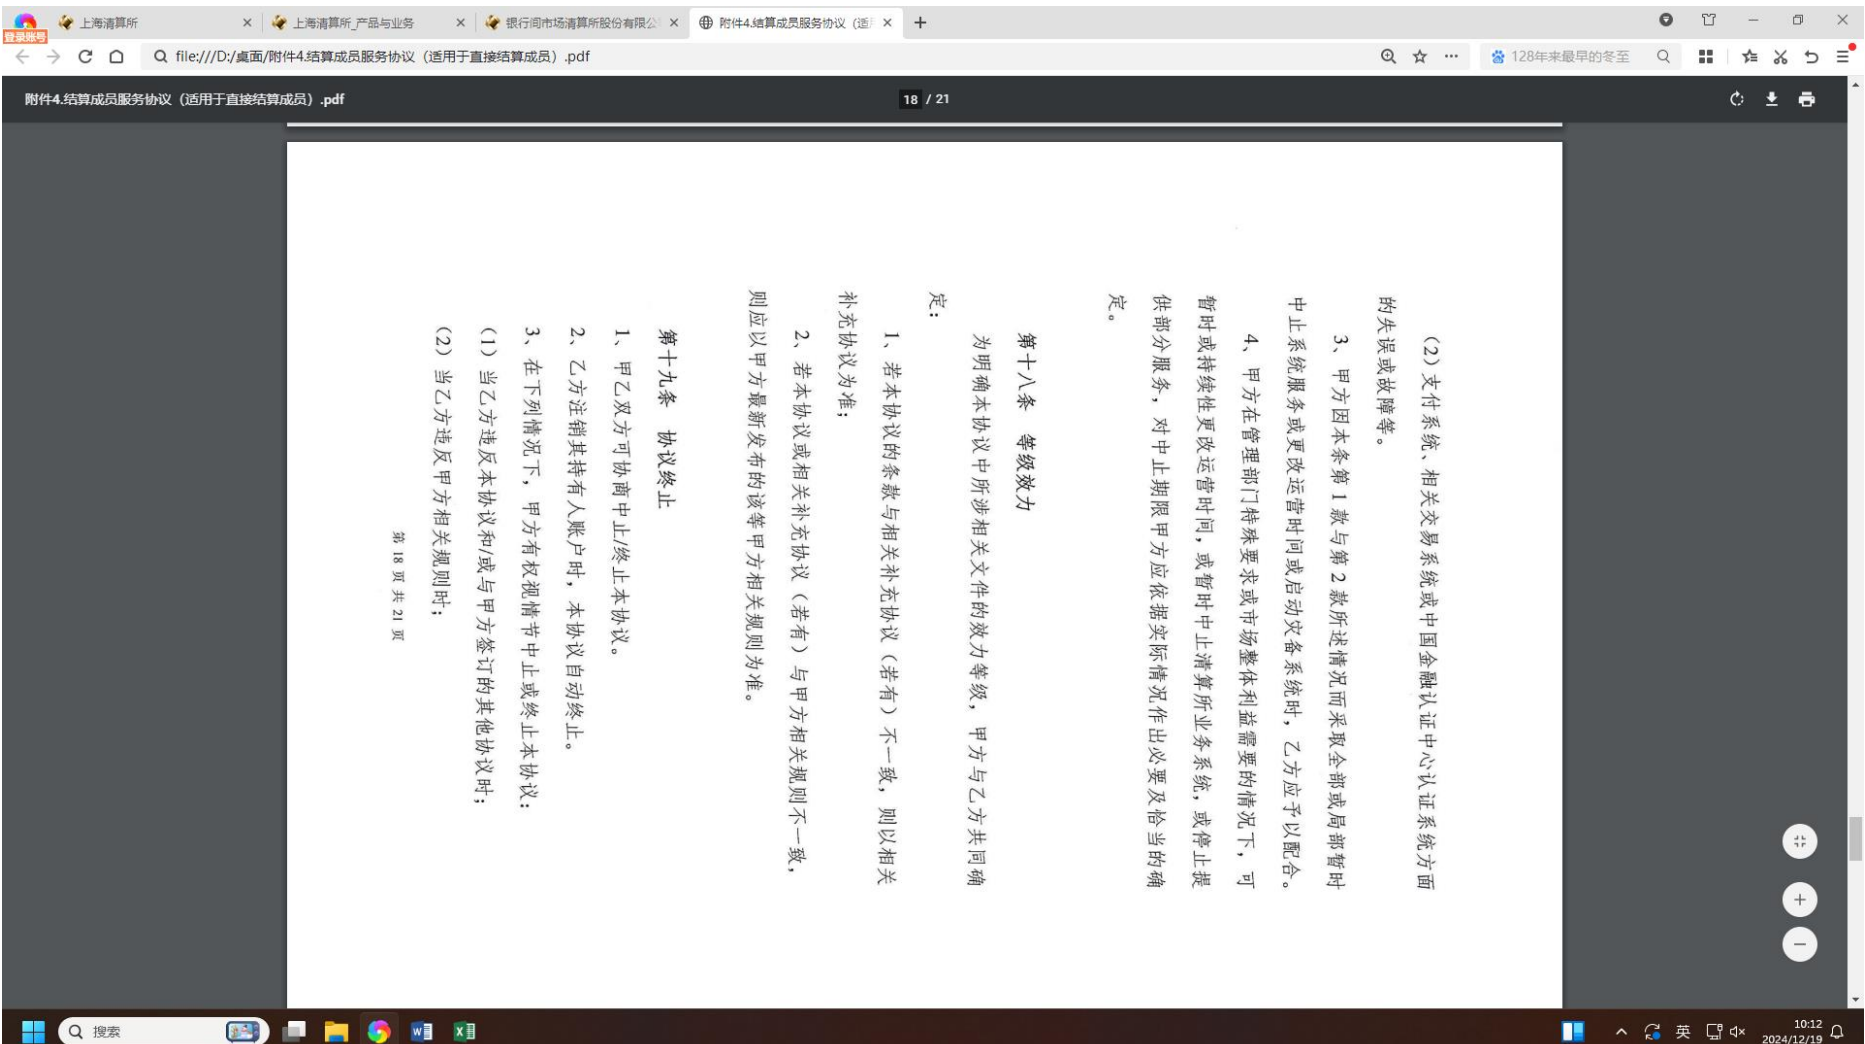 上海清算所
上海清算所_产品与业务
银行间市场清算所股份有限公
附件4.结算成员服务协议（适
登录账号
file:///D:/桌面/附件4.结算成员服务协议（适用于直接结算成员）.pdf
128年来最早的冬至
附件4.结算成员服务协议（适用于直接结算成员）.pdf
18 / 21
（2）支付系统、相关交易系统或中国金融认证中心认证系统方面
的失误或故障等。
3、甲方因本条第 1 款与第 2 款所述情况而采取全部或局部暂时
中止系统服务或更改运营时间或启动灾备系统时，乙方应予以配合。
4、甲方在管理部门特殊要求或市场整体利益需要的情况下，可
暂时或持续性更改运营时间，或暂时中止清算所业务系统，或停止提
供部分服务，对中止期限甲方应依据实际情况作出必要及恰当的确
定。
第十八条　等级效力
为明确本协议中所涉相关文件的效力等级，甲方与乙方共同确
定：
1、若本协议的条款与相关补充协议（若有）不一致，则以相关
补充协议为准；
2、若本协议或相关补充协议（若有）与甲方相关规则不一致，
则应以甲方最新发布的该等甲方相关规则为准。
第十九条　协议终止
1、甲乙双方可协商中止/终止本协议。
2、乙方注销其持有人账户时，本协议自动终止。
3、在下列情况下，甲方有权视情节中止或终止本协议：
（1）当乙方违反本协议和/或与甲方签订的其他协议时；
（2）当乙方违反甲方相关规则时；
第 18 页 共 21 页
搜索
英
10:12
2024/12/19